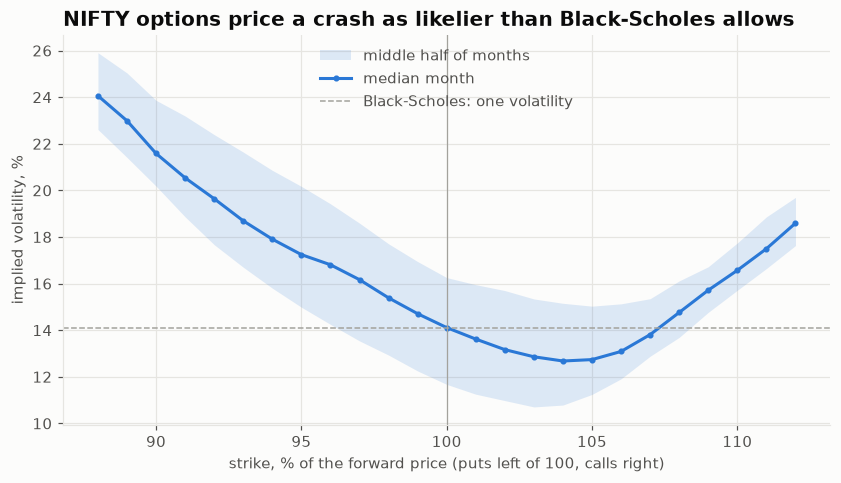 NIFTY options price a crash as likelier than Black-Scholes allows
middle half of months
median month
Black-Scholes: one volatility
implied volatility, %
26
24
22
20
18
16
14
12
10
90
95
100
105
110
strike, % of the forward price (puts left of 100, calls right)